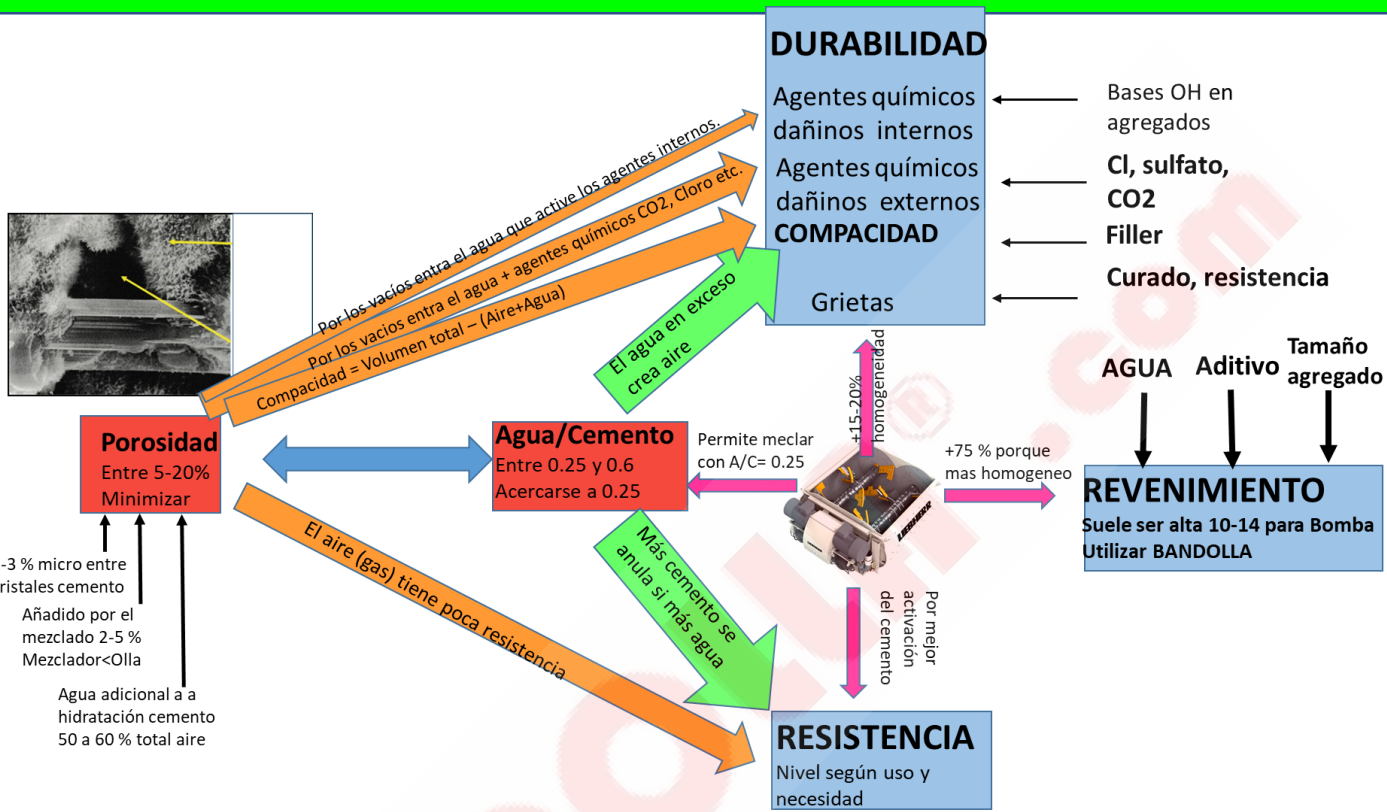 DURABILIDAD
Agentes químicos
dañinos internos
Agentes químicos
dañinos externos
COMPACIDAD
Grietas
Bases OH en
agregados
Cl, sulfato,
CO2
Filler
Curado, resistencia
Por los vacíos entra el agua que active los agentes internos.
Por los vacios entra el agua + agentes químicos CO2, Cloro etc.
Compacidad = Volumen total – (Aire+Agua)
El agua en exceso
crea aire
+15-20%
homogeneidad
AGUA
Aditivo
Tamaño
agregado
Porosidad
Entre 5-20%
Minimizar
Agua/Cemento
Entre 0.25 y 0.6
Acercarse a 0.25
Permite meclar
con A/C= 0.25
LIEBHERR
+75 % porque
mas homogeneo
REVENIMIENTO
Suele ser alta 10-14 para Bomba
Utilizar BANDOLLA
-3 % micro entre
ristales cemento
Añadido por el
mezclado 2-5 %
Mezclador<Olla
Agua adicional a a
hidratación cemento
50 a 60 % total aire
El aire (gas) tiene poca resistencia
Más cemento se
anula si más agua
Por mejor
activación
del cemento
RESISTENCIA
Nivel según uso y
necesidad
.com
®